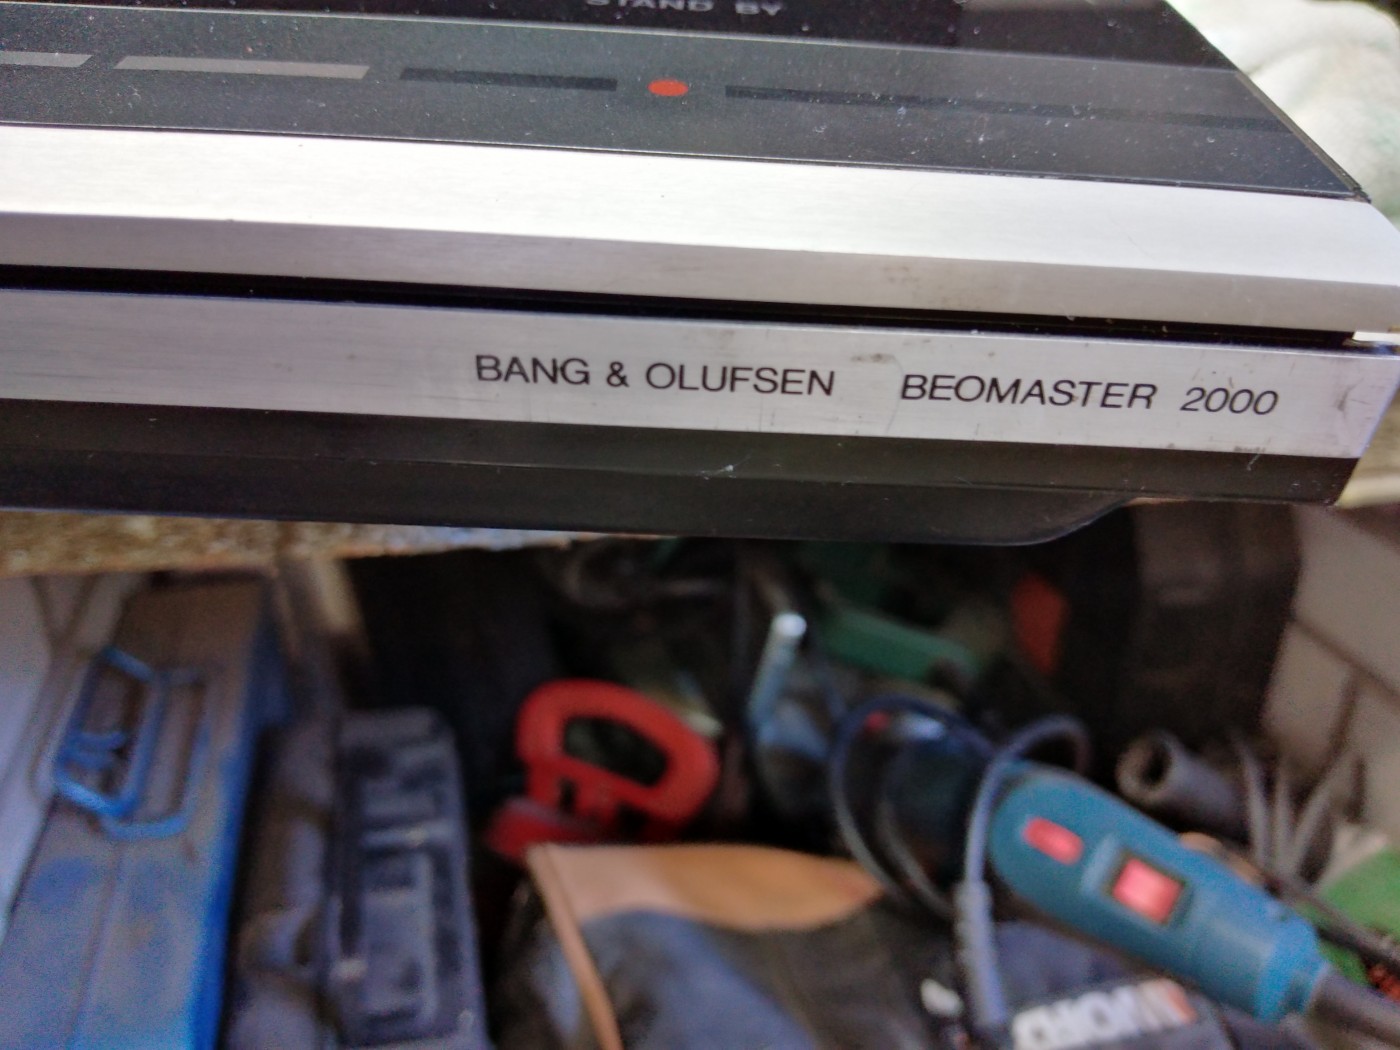 STAND BY
BANG & OLUFSEN BEOMASTER 2000